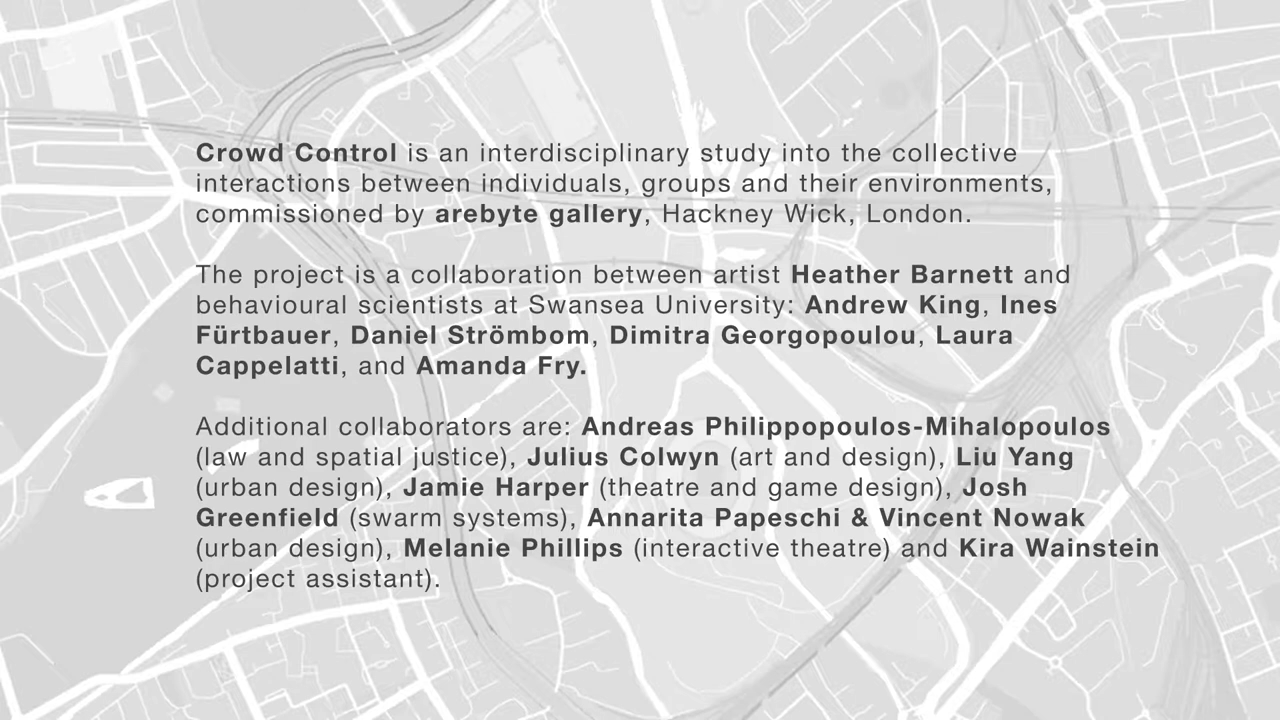 Crowd Control is an interdisciplinary study into the collective
interactions between individuals, groups and their environments,
commissioned by arebyte gallery, Hackney Wick, London.
The project is a collaboration between artist Heather Barnett and
behavioural scientists at Swansea University: Andrew King, Ines
Fürtbauer, Daniel Strömbom, Dimitra Georgopoulou, Laura
Cappelatti, and Amanda Fry.
Additional collaborators are: Andreas Philippopoulos-Mihalopoulos
(law and spatial justice), Julius Colwyn (art and design), Liu Yang
(urban design), Jamie Harper (theatre and game design), Josh
Greenfield (swarm systems), Annarita Papeschi & Vincent Nowak
(urban design), Melanie Phillips (interactive theatre) and Kira Wainstein
(project assistant).